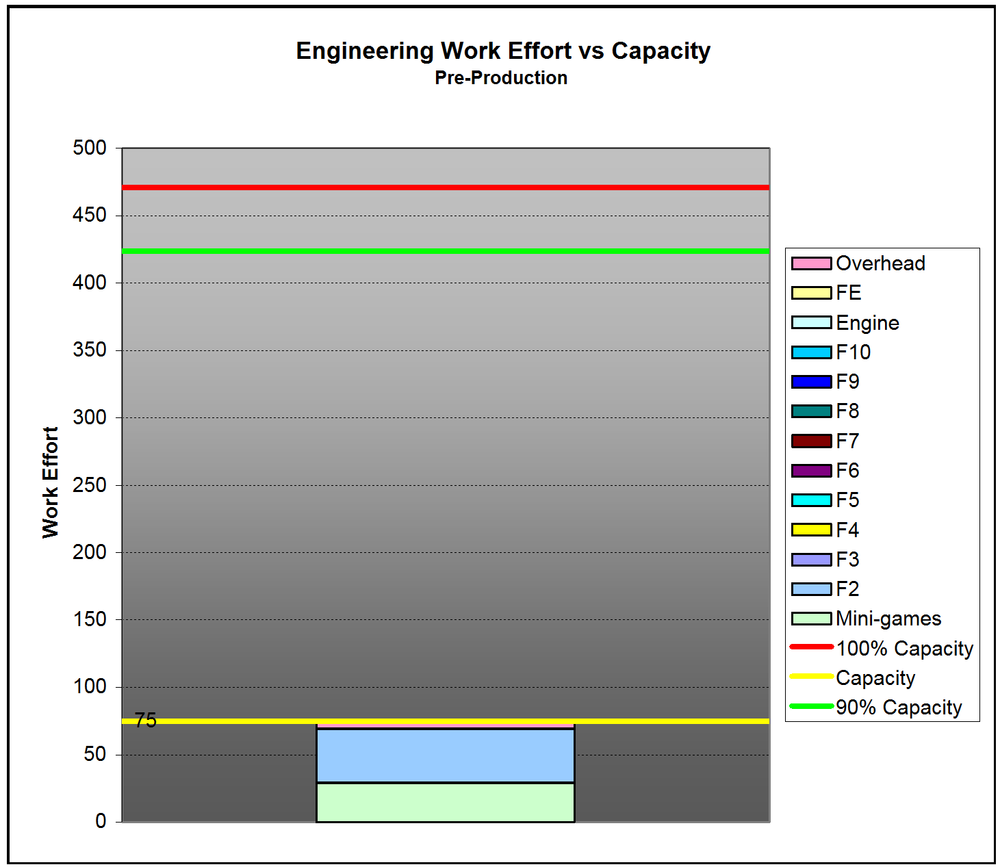 Engineering Work Effort vs Capacity
Pre-Production
500
450
400
350
300
250
200
150
100
50
0
Work Effort
75
Overhead
FE
Engine
F10
F9
F8
F7
F6
F5
F4
F3
F2
Mini-games
100% Capacity
Capacity
90% Capacity